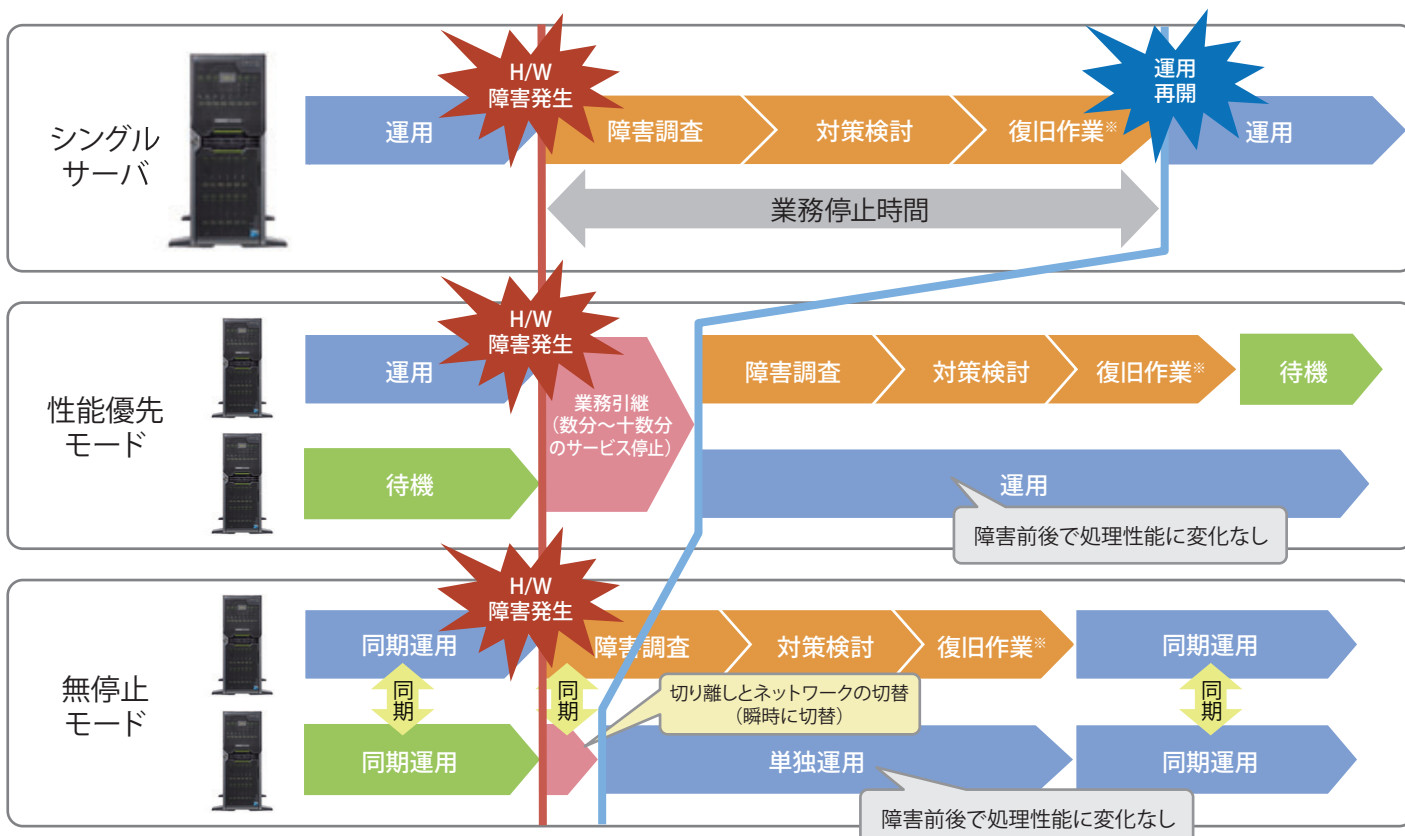 シングル
サーバ
運用
H/W
障害発生
障害調査
対策検討
復旧作業※
運用
再開
運用
業務停止時間
性能優先
モード
運用
H/W
障害発生
業務引継
(数分〜十数分
のサービス停止)
障害調査
対策検討
復旧作業※
待機
待機
運用
障害前後で処理性能に変化なし
無停止
モード
同期運用
H/W
障害発生
障害調査
対策検討
復旧作業※
同期運用
同期
同期
切り離しとネットワークの切替
(瞬時に切替)
同期
同期運用
単独運用
同期運用
障害前後で処理性能に変化なし